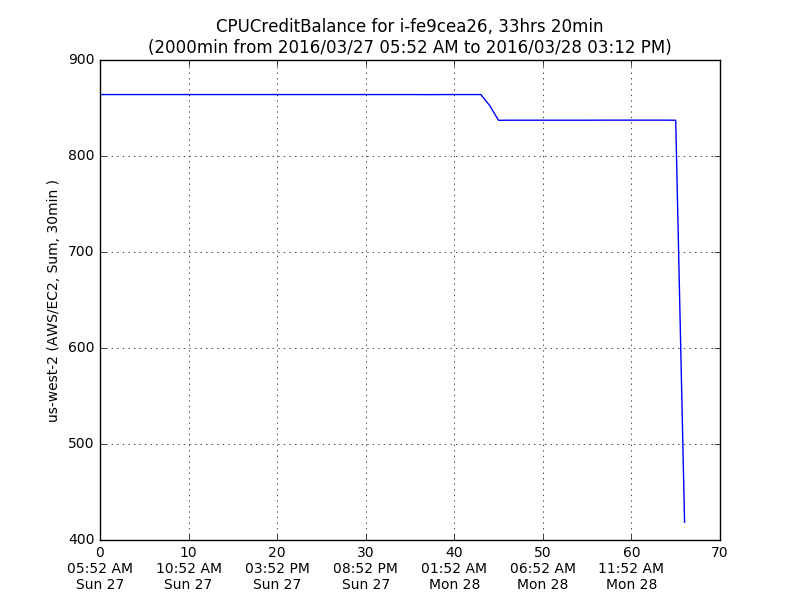 CPUCreditBalance for i-fe9cea26, 33hrs 20min
(2000min from 2016/03/27 05:52 AM to 2016/03/28 03:12 PM)
us-west-2 (AWS/EC2, Sum, 30min )
900
800
700
600
500
400
0 10 20 30 40 50 60 70
05:52 AM 10:52 AM 03:52 PM 08:52 PM 01:52 AM 06:52 AM 11:52 AM
Sun 27 Sun 27 Sun 27 Sun 27 Mon 28 Mon 28 Mon 28